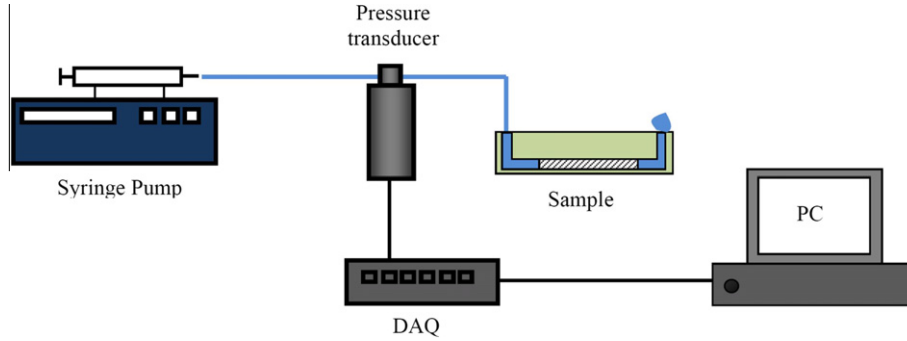 Pressure
transducer
Syringe Pump
Sample
PC
DAQ